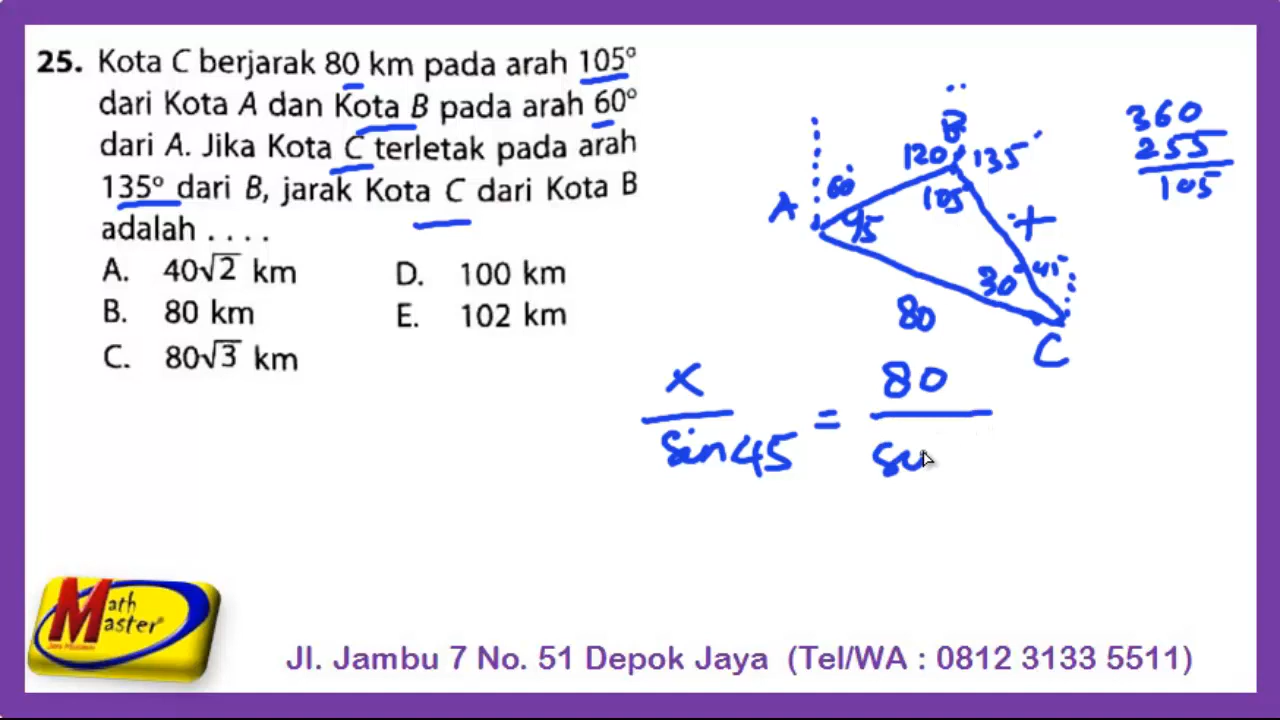 25. Kota C berjarak 80 km pada arah 105°
dari Kota A dan Kota B pada arah 60°
dari A. Jika Kota C terletak pada arah
135° dari B, jarak Kota C dari Kota B
adalah . . . .
A. 40√2 km
B. 80 km
C. 80√3 km
D. 100 km
E. 102 km
B
120 135
60
A
45
105
x
30 45
80
C
360
255
105
x
sin 45
=
80
Math
Master
Jl. Jambu 7 No. 51 Depok Jaya (Tel/WA : 0812 3133 5511)